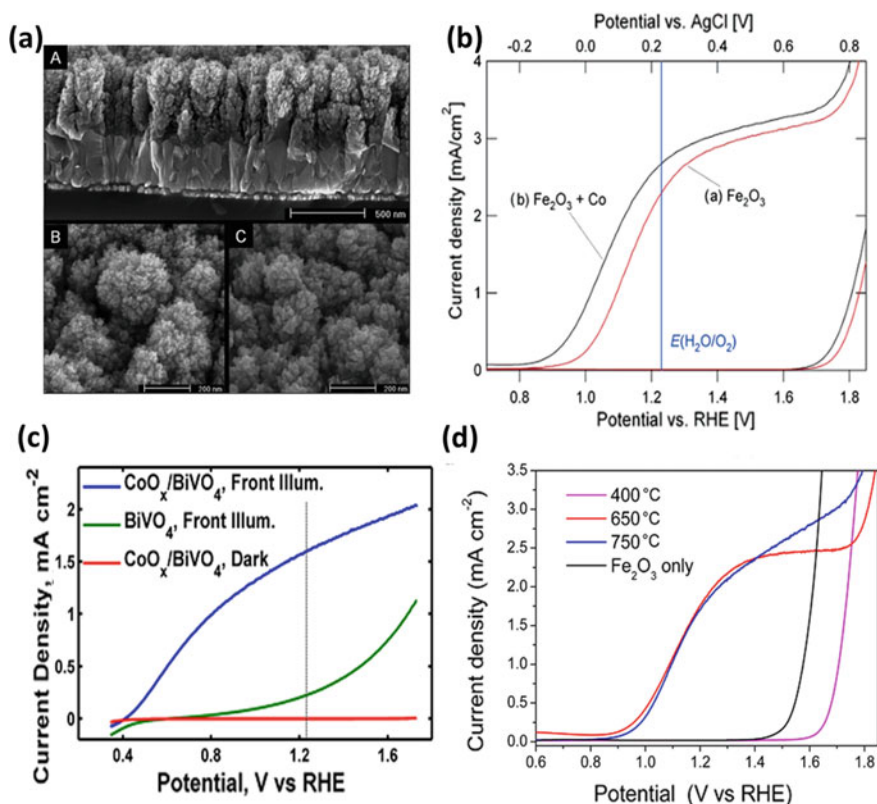 (a)
A
500 nm
B
200 nm
C
200 nm
(b)
Potential vs. AgCl [V]
-0.2 0.0 0.2 0.4 0.6 0.8
Current density [mA/cm2]
4
3
2
1
0
(b) Fe2O3 + Co
(a) Fe2O3
E(H2O/O2)
0.8 1.0 1.2 1.4 1.6 1.8
Potential vs. RHE [V]
(c)
Current Density, mA cm-2
2
1.5
1
0.5
0
CoOx/BiVO4, Front Illum.
BiVO4, Front Illum.
CoOx/BiVO4, Dark
0.4 0.8 1.2 1.6
Potential, V vs RHE
(d)
Current density (mA cm-2)
3.5
3.0
2.5
2.0
1.5
1.0
0.5
0.0
400 °C
650 °C
750 °C
Fe2O3 only
0.6 0.8 1.0 1.2 1.4 1.6 1.8
Potential (V vs RHE)